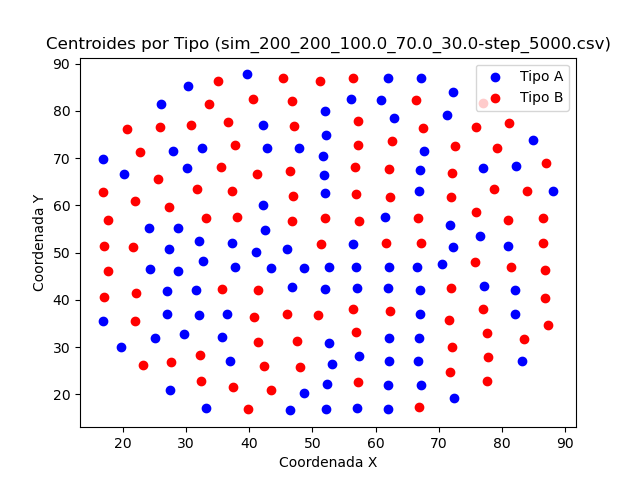 Centroides por Tipo (sim_200_200_100.0_70.0_30.0-step_5000.csv)
Tipo A
Tipo B
Coordenada Y
90
80
70
60
50
40
30
20
20 30 40 50 60 70 80 90
Coordenada X